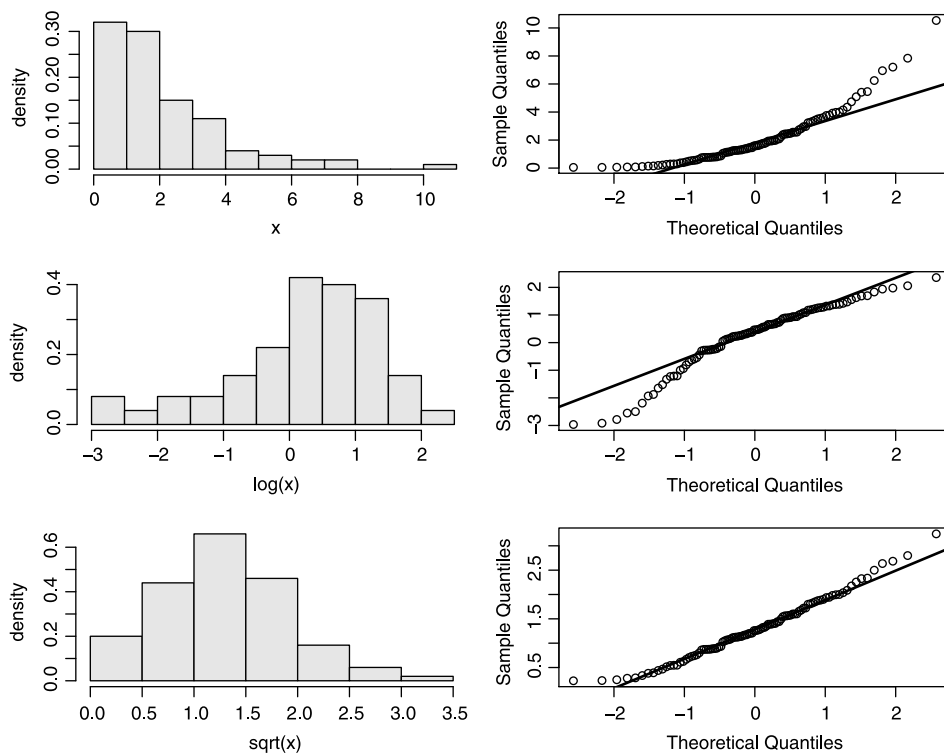 density
0.00 0.10 0.20 0.30
0 2 4 6 8 10
x
Sample Quantiles
0 2 4 6 8 10
−2 −1 0 1 2
Theoretical Quantiles
density
0.0 0.2 0.4
−3 −2 −1 0 1 2
log(x)
Sample Quantiles
−3 −1 0 1 2
−2 −1 0 1 2
Theoretical Quantiles
density
0.0 0.2 0.4 0.6
0.0 0.5 1.0 1.5 2.0 2.5 3.0 3.5
sqrt(x)
Sample Quantiles
0.5 1.5 2.5
−2 −1 0 1 2
Theoretical Quantiles